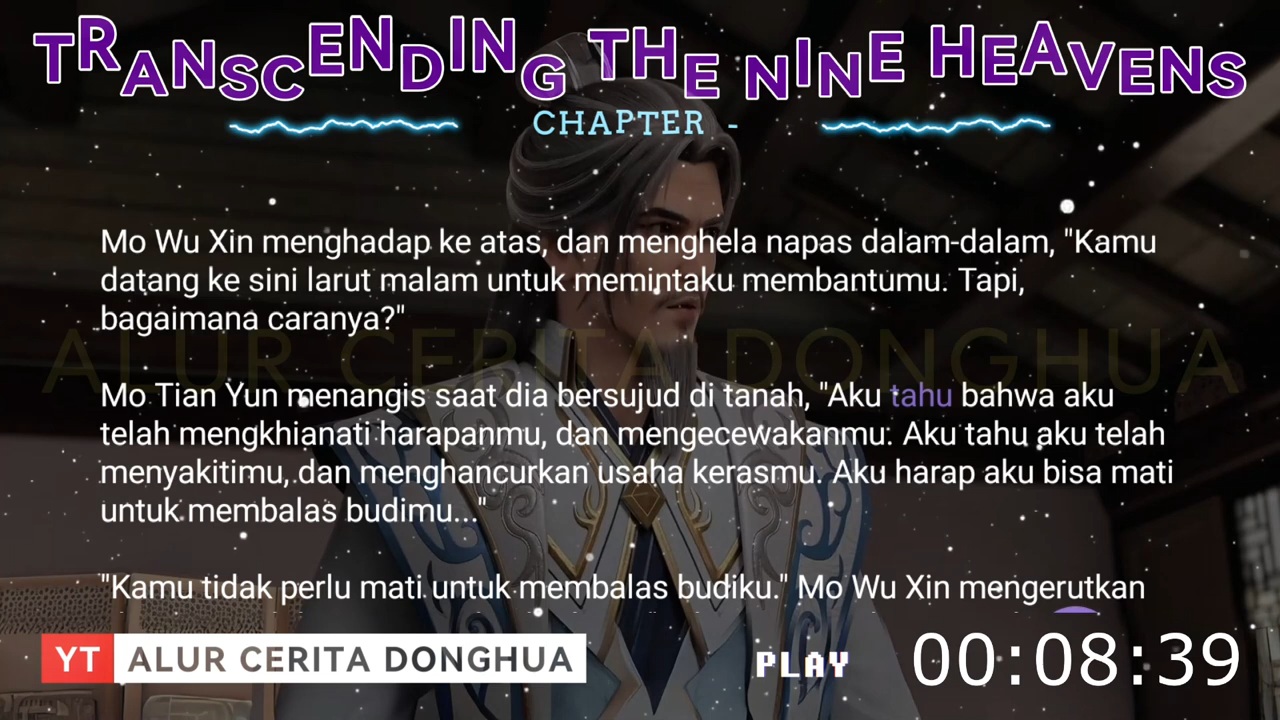 TRANSCENDING THE NINE HEAVENS
CHAPTER -
Mo Wu Xin menghadap ke atas, dan menghela napas dalam-dalam, "Kamu
datang ke sini larut malam untuk memintaku membantumu. Tapi,
bagaimana caranya?"
ALUR CERITA DONGHUA
Mo Tian Yun menangis saat dia bersujud di tanah, "Aku tahu bahwa aku
telah mengkhianati harapanmu, dan mengecewakanmu. Aku tahu aku telah
menyakitimu, dan menghancurkan usaha kerasmu. Aku harap aku bisa mati
untuk membalas budimu..."
"Kamu tidak perlu mati untuk membalas budiku." Mo Wu Xin mengerutkan
YT ALUR CERITA DONGHUA
PLAY 00:08:39